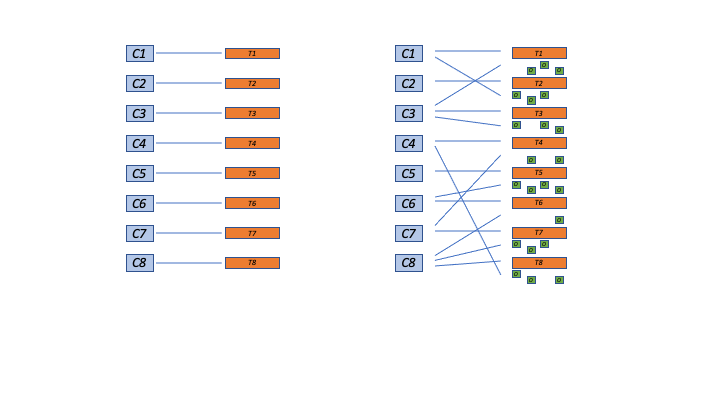 C1 T1 C1 T1
C2 T2 C2 T2
C3 T3 C3 T3
C4 T4 C4 T4
C5 T5 C5 T5
C6 T6 C6 T6
C7 T7 C7 T7
C8 T8 C8 T8